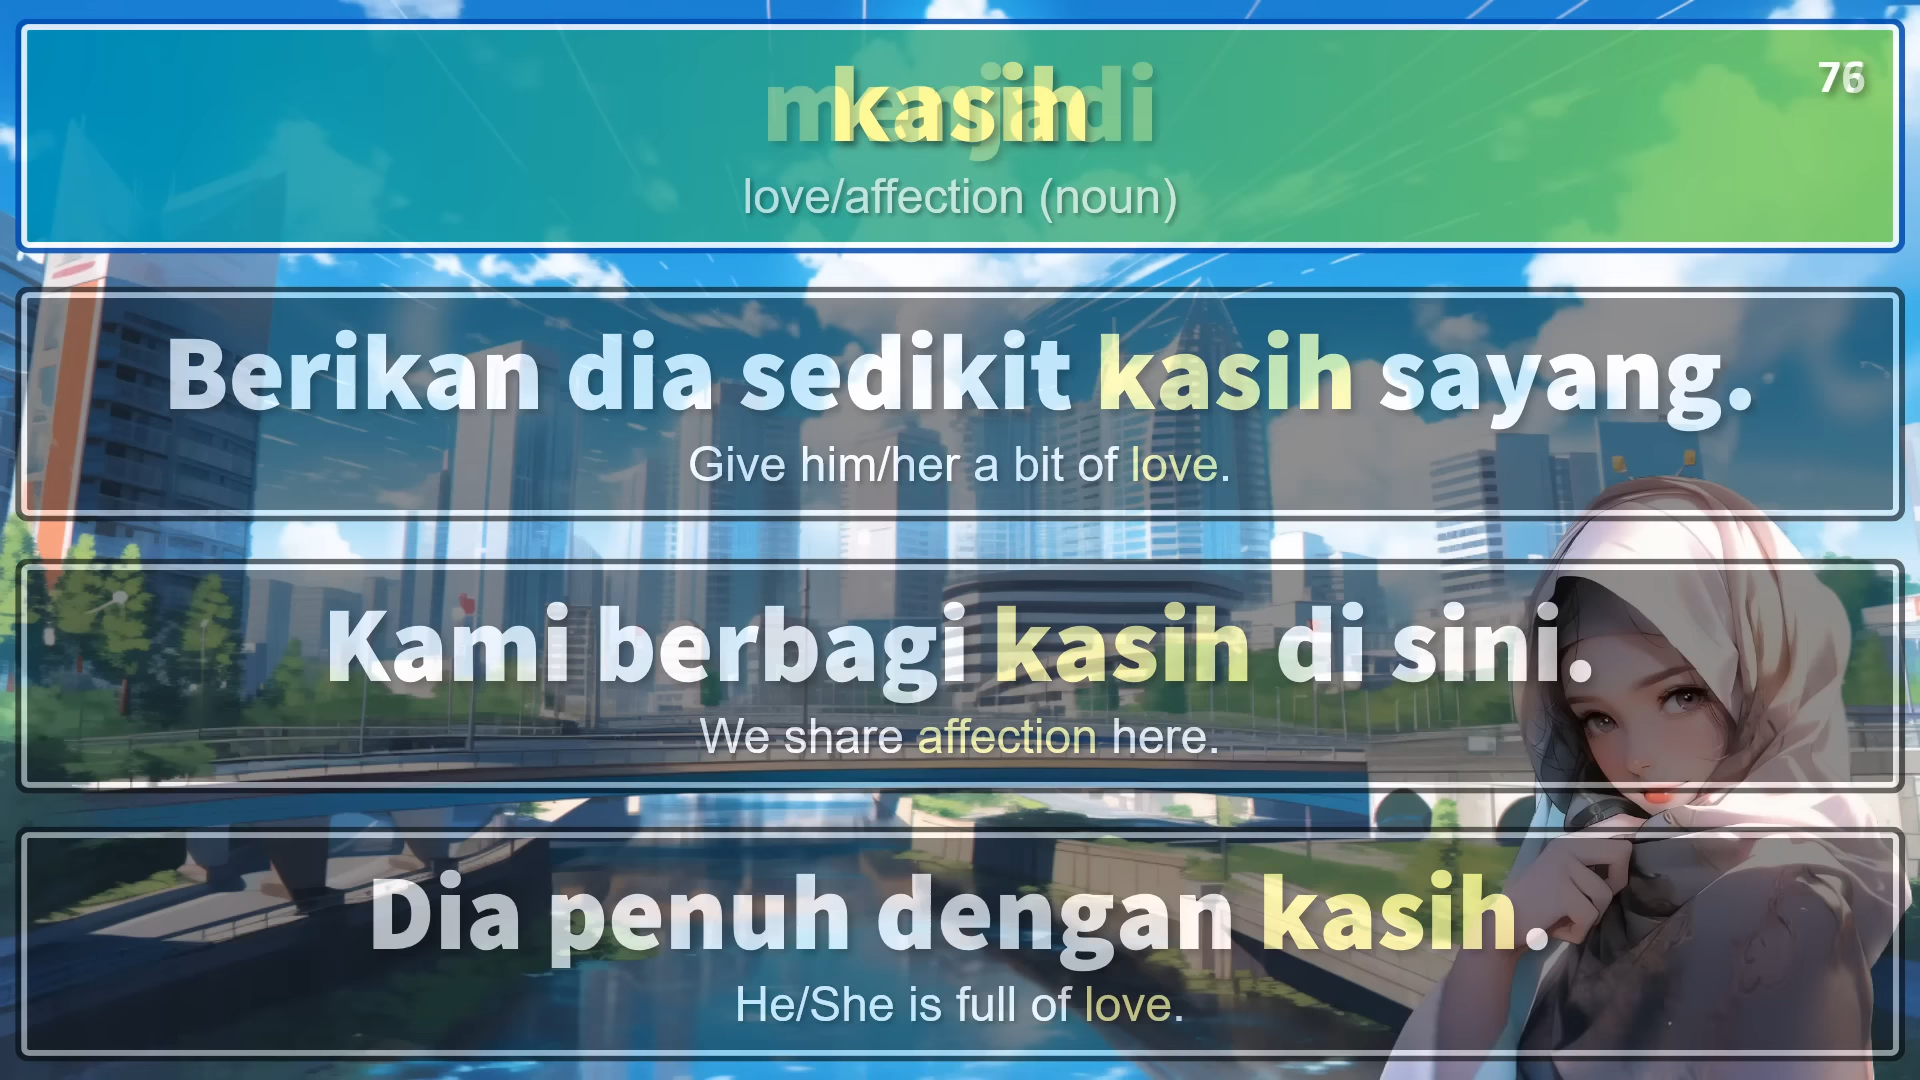 kasih
love/affection (noun)
Berikan dia sedikit kasih sayang.
Give him/her a bit of love.
Kami berbagi kasih di sini.
We share affection here.
Dia penuh dengan kasih.
He/She is full of love.